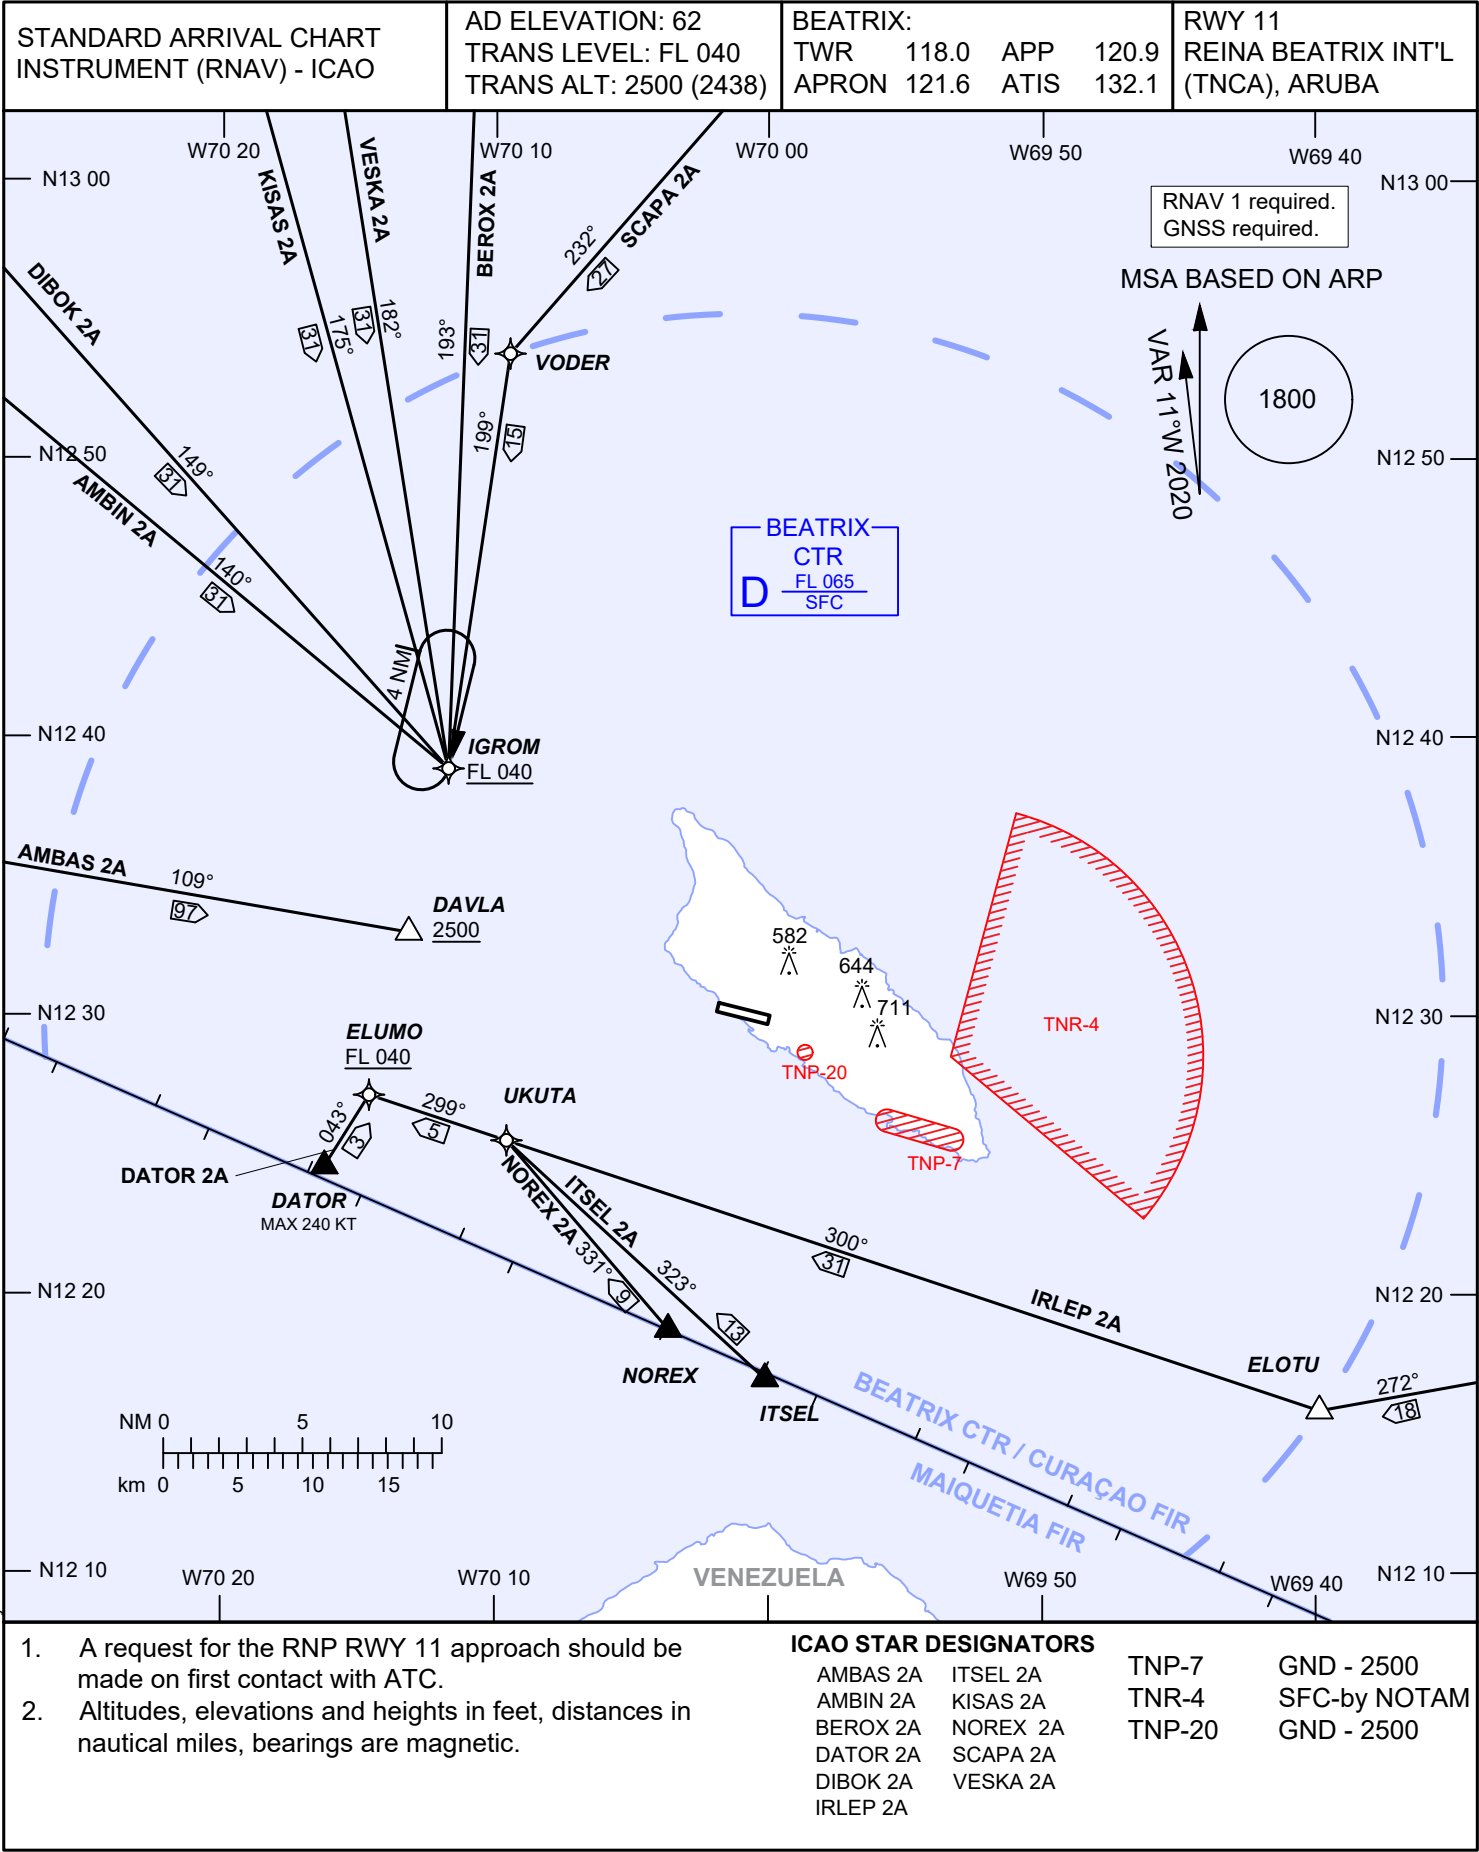 STANDARD ARRIVAL CHART
INSTRUMENT (RNAV) - ICAO
AD ELEVATION: 62
TRANS LEVEL: FL 040
TRANS ALT: 2500 (2438)
BEATRIX:
TWR 118.0 APP 120.9
APRON 121.6 ATIS 132.1
RWY 11
REINA BEATRIX INT'L
(TNCA), ARUBA
W70 20
W70 10
W70 00
W69 50
W69 40
N13 00
N13 00
RNAV 1 required.
GNSS required.
MSA BASED ON ARP
VAR 11°W 2020
1800
KISAS 2A
175°
31
VESKA 2A
182°
31
BEROX 2A
193°
31
SCAPA 2A
232°
27
VODER
199°
15
DIBOK 2A
149°
31
N12 50
N12 50
AMBIN 2A
140°
31
BEATRIX
CTR
D
FL 065
SFC
4 NM
N12 40
N12 40
IGROM
FL 040
AMBAS 2A
109°
97
DAVLA
2500
582
644
711
N12 30
N12 30
TNR-4
TNP-20
TNP-7
ELUMO
FL 040
043°
3
299°
5
UKUTA
DATOR 2A
DATOR
MAX 240 KT
NOREX 2A
331°
9
ITSEL 2A
323°
13
300°
31
IRLEP 2A
N12 20
N12 20
NOREX
ITSEL
ELOTU
272°
18
BEATRIX CTR / CURAÇAO FIR
MAIQUETIA FIR
NM 0 5 10
km 0 5 10 15
N12 10
N12 10
W70 20
W70 10
VENEZUELA
W69 50
W69 40
1. A request for the RNP RWY 11 approach should be
made on first contact with ATC.
2. Altitudes, elevations and heights in feet, distances in
nautical miles, bearings are magnetic.
ICAO STAR DESIGNATORS
AMBAS 2A ITSEL 2A
AMBIN 2A KISAS 2A
BEROX 2A NOREX 2A
DATOR 2A SCAPA 2A
DIBOK 2A VESKA 2A
IRLEP 2A
TNP-7 GND - 2500
TNR-4 SFC-by NOTAM
TNP-20 GND - 2500